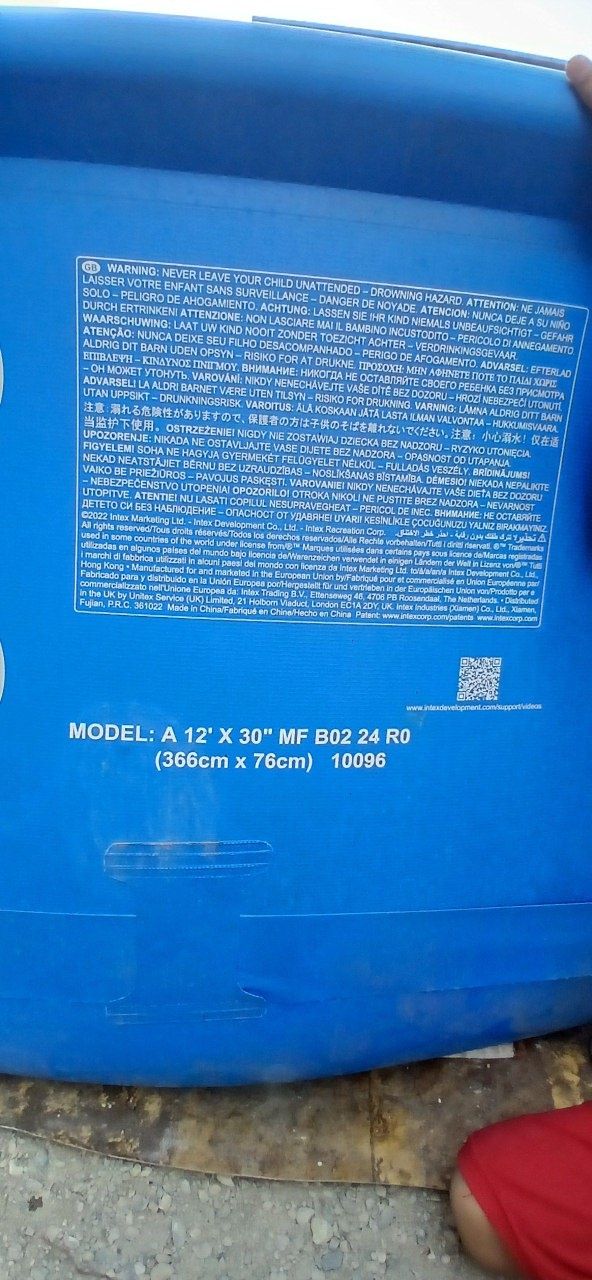 GB WARNING: NEVER LEAVE YOUR CHILD UNATTENDED – DROWNING HAZARD. ATTENTION: NE JAMAIS
LAISSER VOTRE ENFANT SANS SURVEILLANCE – DANGER DE NOYADE. ATENCION: NUNCA DEJE A SU NIÑO
SOLO – PELIGRO DE AHOGAMIENTO. ACHTUNG: LASSEN SIE IHR KIND NIEMALS UNBEAUFSICHTIGT – GEFAHR
DURCH ERTRINKEN! ATTENZIONE: NON LASCIARE MAI IL BAMBINO INCUSTODITO – PERICOLO DI ANNEGAMENTO
WAARSCHUWING: LAAT UW KIND NOOIT ZONDER TOEZICHT ACHTER – VERDRINKINGSGEVAAR.
ATENÇÃO: NUNCA DEIXE SEU FILHO DESACOMPANHADO – PERIGO DE AFOGAMENTO. ADVARSEL: EFTERLAD
ALDRIG DIT BARN UDEN OPSYN – RISIKO FOR AT DRUKNE. ΠΡΟΣΟΧΗ: ΜΗΝ ΑΦΗΝΕΤΕ ΠΟΤΕ ΤΟ ΠΑΙΔΙ ΧΩΡΙΣ
ΕΠΙΒΛΕΨΗ – ΚΙΝΔΥΝΟΣ ΠΝΙΓΜΟΥ. ВНИМАНИЕ: НИКОГДА НЕ ОСТАВЛЯЙТЕ СВОЕГО РЕБЕНКА БЕЗ ПРИСМОТРА
– ОН МОЖЕТ УТОНУТЬ. VAROVÁNÍ: NIKDY NENECHÁVEJTE VAŠE DÍTĚ BEZ DOZORU – HROZÍ NEBEZPEČÍ UTONUTÍ.
ADVARSEL! LA ALDRI BARNET VÆRE UTEN TILSYN – RISIKO FOR DRUKNING. VARNING: LÄMNA ALDRIG DITT BARN
UTAN UPPSIKT – DRUNKNINGSRISK. VAROITUS: ÄLÄ KOSKAAN JÄTÄ LASTA ILMAN VALVONTAA – HUKKUMISVAARA.
注意: 溺れる危険性がありますので、保護者の方は子供のそばを離れないでください。注意: 小心溺水！仅在适
当监护下使用。 OSTRZEŻENIE! NIGDY NIE ZOSTAWIAJ DZIECKA BEZ NADZORU – RYZYKO UTONIĘCIA.
UPOZORENJE: NIKADA NE OSTAVLJAJTE VAŠE DIJETE BEZ NADZORA – OPASNOST OD UTAPANJA.
FIGYELEM! SOHA NE HAGYJA GYERMEKÉT FELÜGYELET NÉLKÜL – FULLADÁS VESZÉLY. BRĪDINĀJUMS!
NEKAD NEATSTĀJIET BĒRNU BEZ UZRAUDZĪBAS – NOSLĪKŠANAS BĪSTAMĪBA. DĖMESIO! NIEKADA NEPALIKITE
VAIKO BE PRIEŽIŪROS – PAVOJUS PASKĘSTI. VAROVANIE! NIKDY NENECHÁVAJTE VAŠE DIEŤA BEZ DOZORU
– NEBEZPEČENSTVO UTOPENIA! OPOZORILO! OTROKA NIKOLI NE PUSTITE BREZ NADZORA – NEVARNOST
UTOPITVE. ATENTIE! NU LASATI COPILUL NESUPRAVEGHEAT – PERICOL DE INEC. ВНИМАНИЕ: НЕ ОСТАВЯЙТЕ
ДЕТЕТО СИ БЕЗ НАБЛЮДЕНИЕ – ОПАСНОСТ ОТ УДАВЯНЕ! UYARI! KESİNLİKLE ÇOCUĞUNUZU YALNIZ BIRAKMAYINIZ.
©2022 Intex Marketing Ltd. - Intex Development Co., Ltd. - Intex Recreation Corp.
All rights reserved/Tous droits réservés/Todos los derechos reservados/Alle Rechte vorbehalten/Tutti i diritti riservati. ®™ Trademarks
used in some countries of the world under license from/®™ Marques utilisées dans certains pays sous licence de/Marcas registradas
utilizadas en algunos países del mundo bajo licencia de/Warenzeichen verwendet in einigen Ländern der Welt in Lizenz von/®™ Tutti
i marchi di fabbrica utilizzati in alcuni paesi del mondo con licenza da Intex Marketing Ltd. to/à/a/an/a Intex Development Co., Ltd.,
Hong Kong • Manufactured for and marketed in the European Union by/Fabriqué pour et commercialisé en Union Européenne par/
Fabricado para y distribuido en la Unión Europea por/Hergestellt für und vertrieben in der Europäischen Union von/Prodotto per e
commercializzato nell'Unione Europea da: Intex Trading B.V., Ettenseweg 46, 4706 PB Roosendaal, The Netherlands. • Distributed
in the UK by Unitex Service (UK) Limited, 21 Holborn Viaduct, London EC1A 2DY, UK. Intex Industries (Xiamen) Co., Ltd., Xiamen,
Fujian, P.R.C. 361022 Made in China/Fabriqué en Chine/Hecho en China Patent: www.intexcorp.com/patents www.intexcorp.com
www.intexdevelopment.com/support/videos
MODEL: A 12' X 30" MF B02 24 R0
(366cm x 76cm) 10096